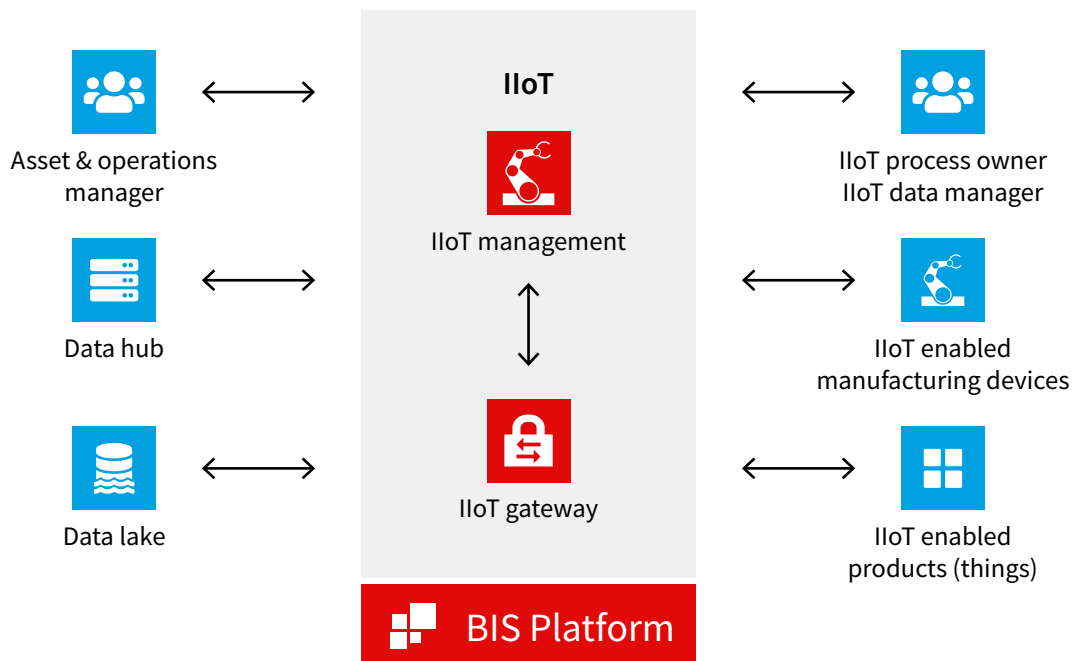 Asset & operations
manager
Data hub
Data lake
IIoT
IIoT management
IIoT gateway
BIS Platform
IIoT process owner
IIoT data manager
IIoT enabled
manufacturing devices
IIoT enabled
products (things)